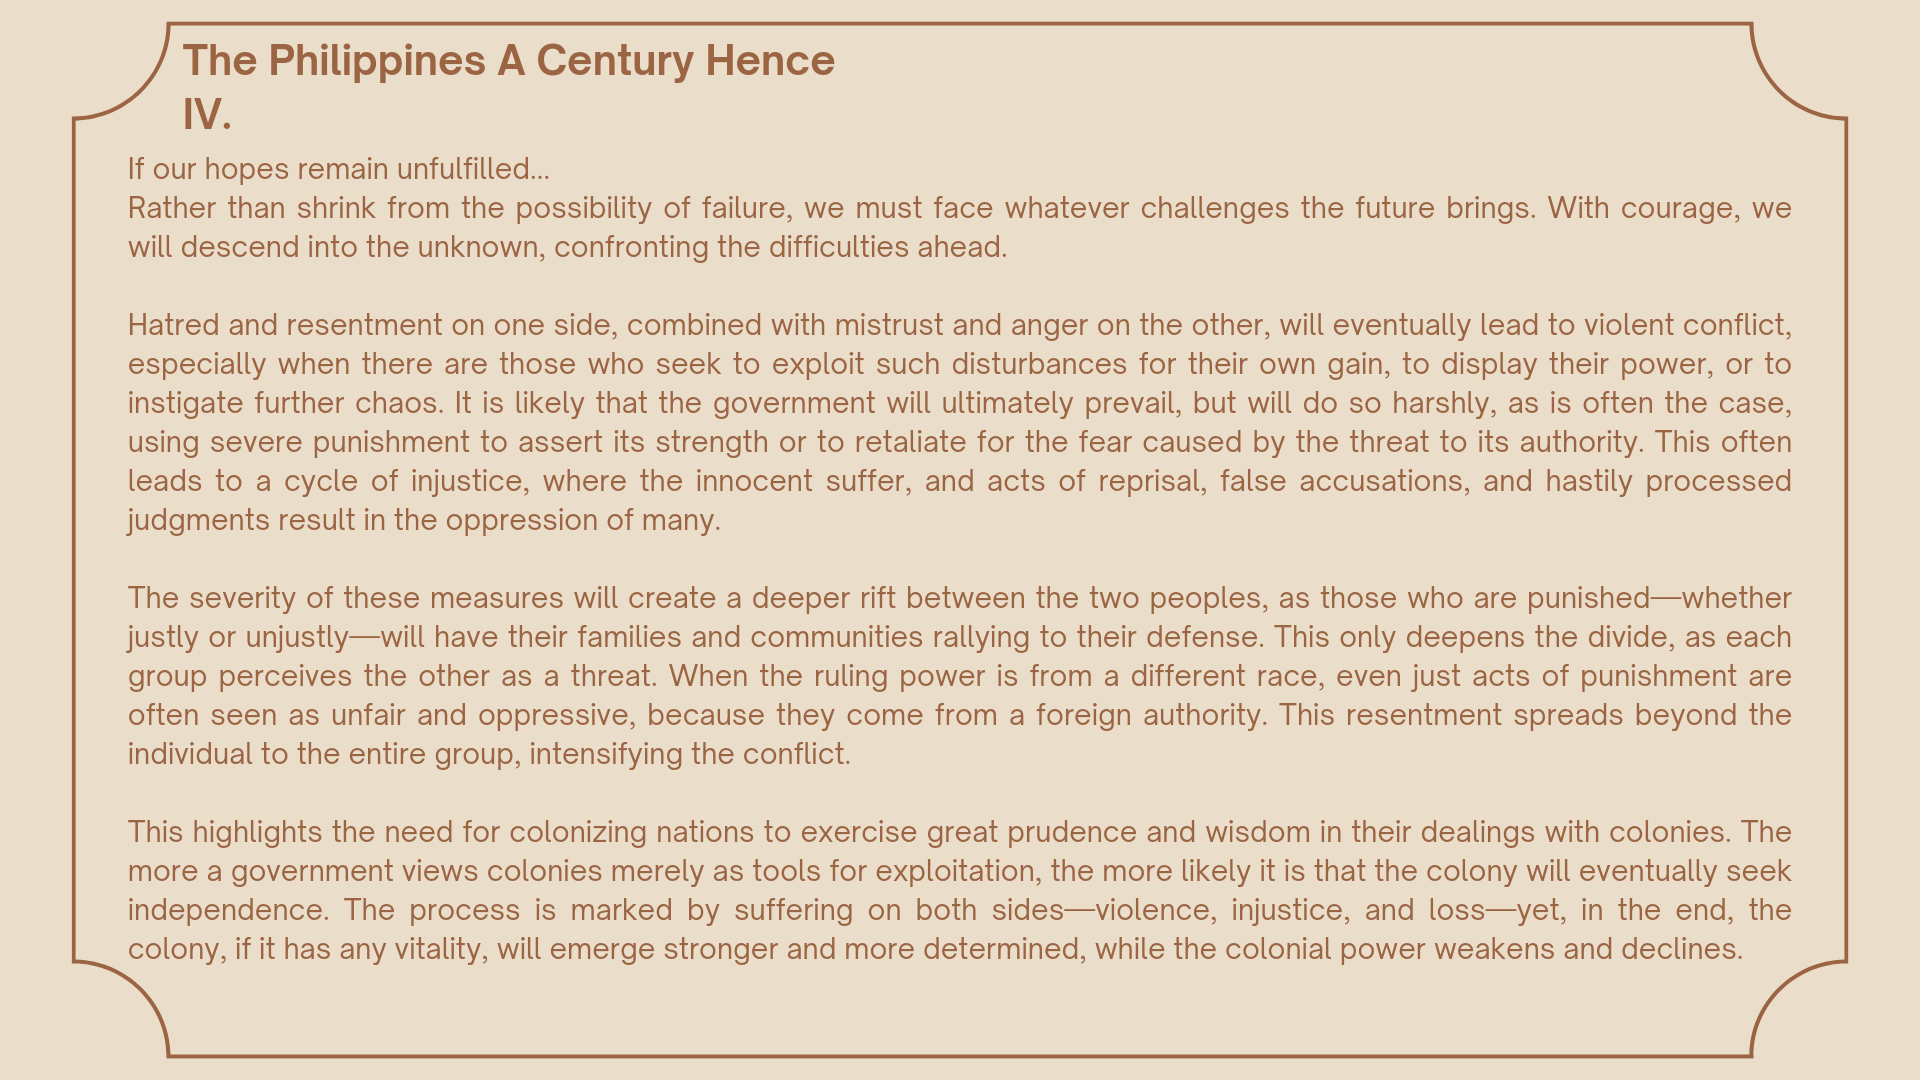 The Philippines A Century Hence
IV.
If our hopes remain unfulfilled...
Rather than shrink from the possibility of failure, we must face whatever challenges the future brings. With courage, we
will descend into the unknown, confronting the difficulties ahead.
Hatred and resentment on one side, combined with mistrust and anger on the other, will eventually lead to violent conflict,
especially when there are those who seek to exploit such disturbances for their own gain, to display their power, or to
instigate further chaos. It is likely that the government will ultimately prevail, but will do so harshly, as is often the case,
using severe punishment to assert its strength or to retaliate for the fear caused by the threat to its authority. This often
leads to a cycle of injustice, where the innocent suffer, and acts of reprisal, false accusations, and hastily processed
judgments result in the oppression of many.
The severity of these measures will create a deeper rift between the two peoples, as those who are punished—whether
justly or unjustly—will have their families and communities rallying to their defense. This only deepens the divide, as each
group perceives the other as a threat. When the ruling power is from a different race, even just acts of punishment are
often seen as unfair and oppressive, because they come from a foreign authority. This resentment spreads beyond the
individual to the entire group, intensifying the conflict.
This highlights the need for colonizing nations to exercise great prudence and wisdom in their dealings with colonies. The
more a government views colonies merely as tools for exploitation, the more likely it is that the colony will eventually seek
independence. The process is marked by suffering on both sides—violence, injustice, and loss—yet, in the end, the
colony, if it has any vitality, will emerge stronger and more determined, while the colonial power weakens and declines.